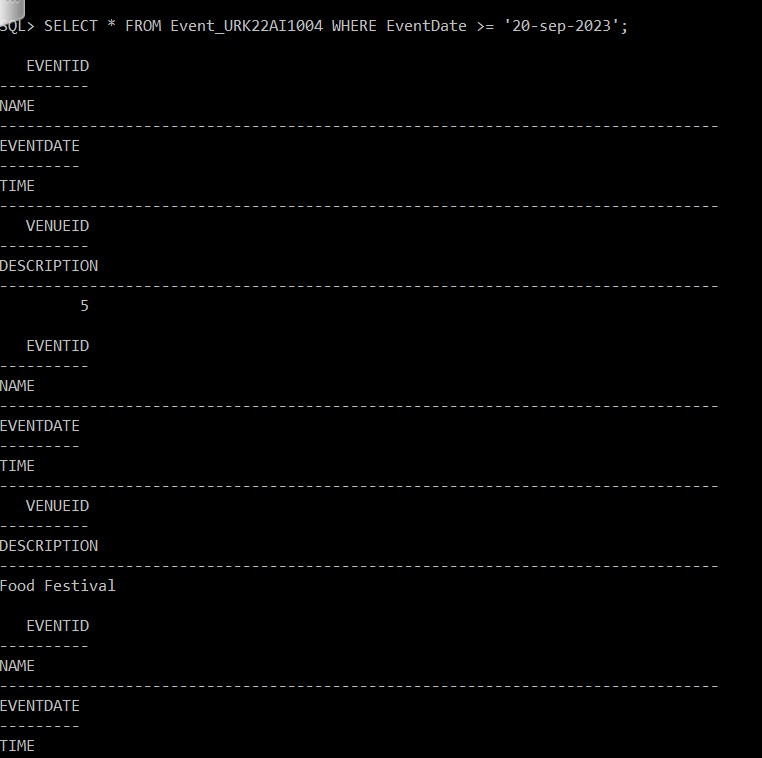 SQL> SELECT * FROM Event_URK22AI1004 WHERE EventDate >= '20-sep-2023';
EVENTID
----------
NAME
--------------------------------------------------------------------------------
EVENTDATE
---------
TIME
--------------------------------------------------------------------------------
VENUEID
----------
DESCRIPTION
--------------------------------------------------------------------------------
5
EVENTID
----------
NAME
--------------------------------------------------------------------------------
EVENTDATE
---------
TIME
--------------------------------------------------------------------------------
VENUEID
----------
DESCRIPTION
--------------------------------------------------------------------------------
Food Festival
EVENTID
----------
NAME
--------------------------------------------------------------------------------
EVENTDATE
---------
TIME